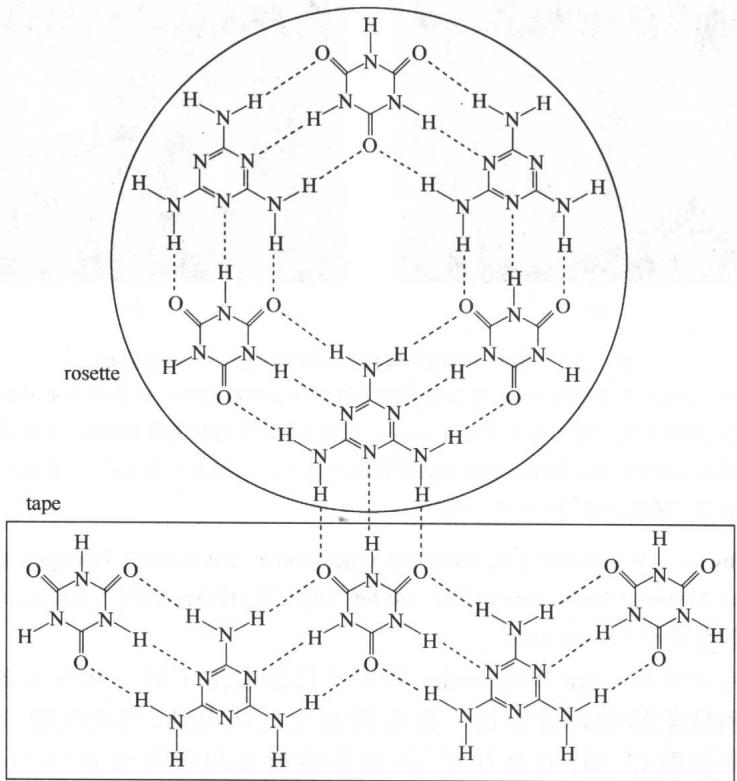 H
O N O
H H N N H H
N H H N
O
N N N N
H H H H
N N N N N N
H H H H
H H
O N O O N O
H H
N N N N
H H H H
N
rosette
O O
N N
H H
N N N
H H
tape
H H H
O N O O N O O N O
H H H H
N N N N N N
H H N H H N H H
O O O
N N N N
H H H H
N N N N N N
H H H H